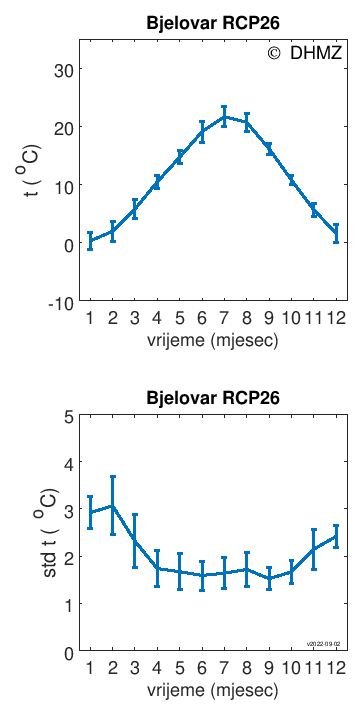 Bjelovar RCP26
© DHMZ
30
20
10
0
-10
t ( °C)
1 2 3 4 5 6 7 8 9 10 11 12
vrijeme (mjesec)
Bjelovar RCP26
5
4
3
2
1
0
std t ( °C)
v2022-09-02
1 2 3 4 5 6 7 8 9 10 11 12
vrijeme (mjesec)